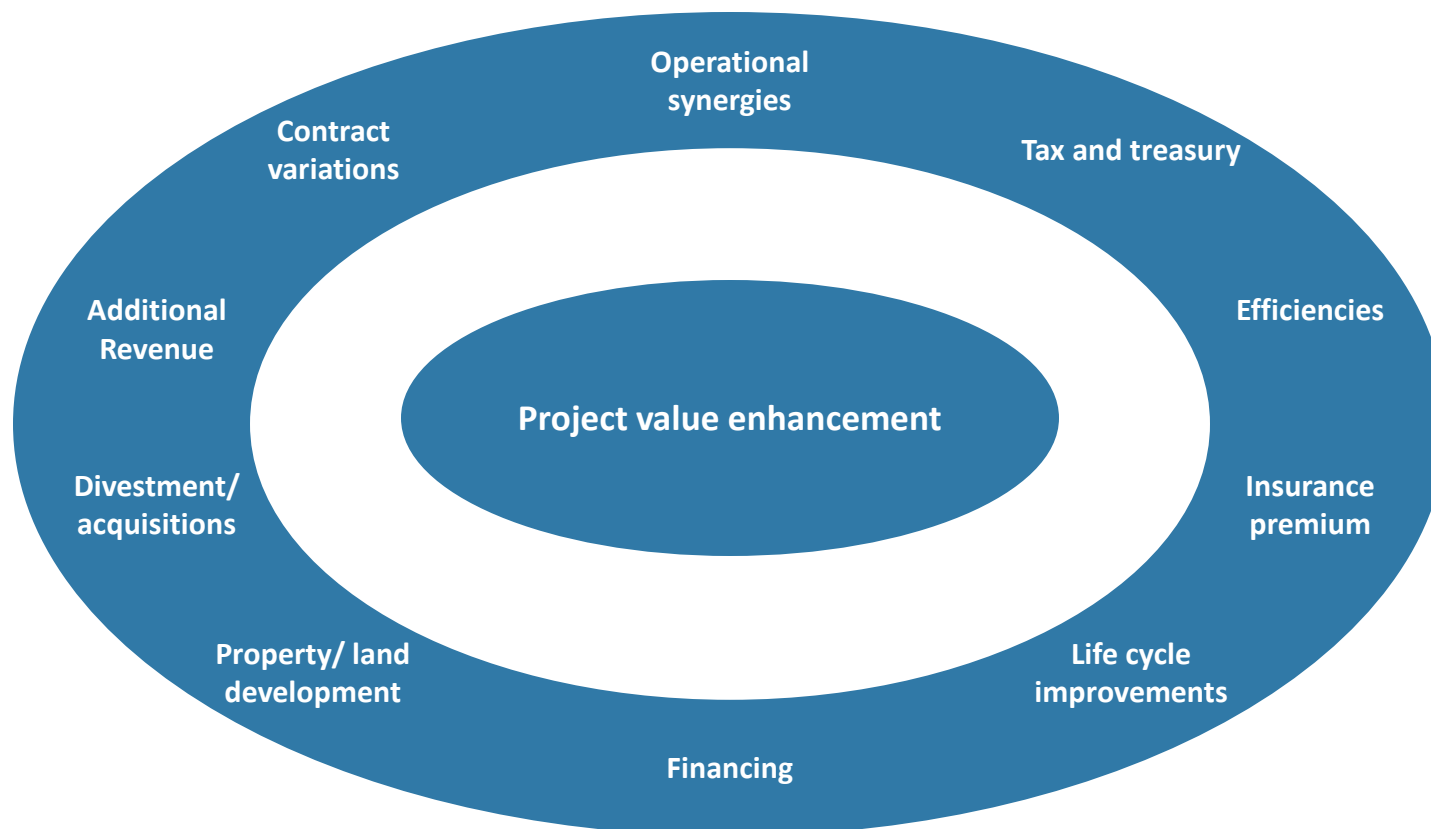 Operational
synergies
Contract
variations
Tax and treasury
Additional
Revenue
Efficiencies
Project value enhancement
Divestment/
acquisitions
Insurance
premium
Property/ land
development
Life cycle
improvements
Financing